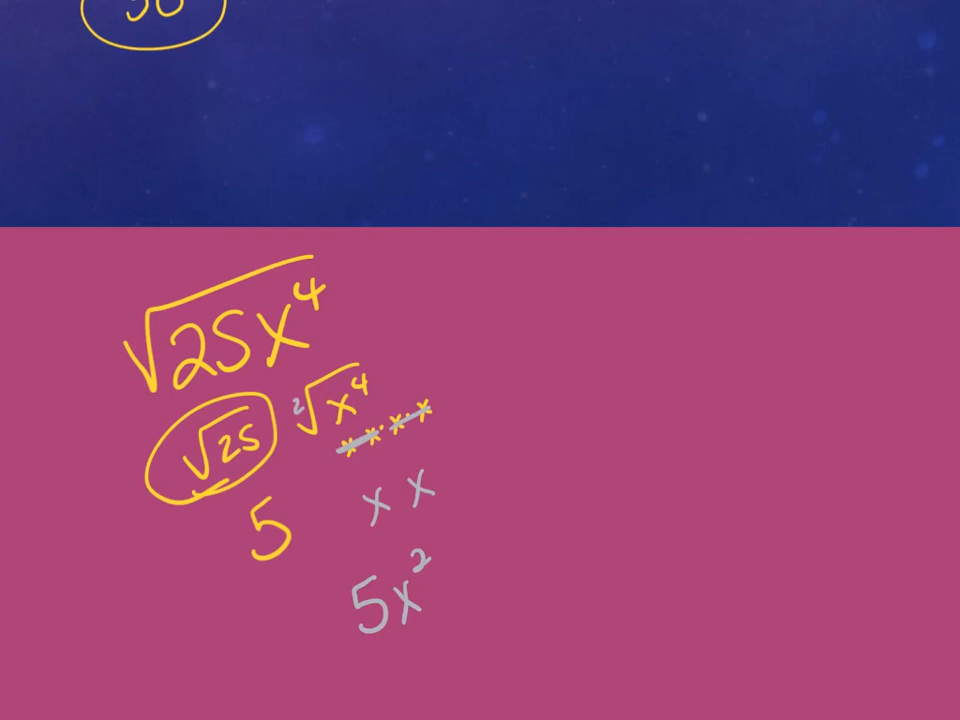 √25x⁴
√25 ²√x⁴
x x · x · x
5 x x
5x²